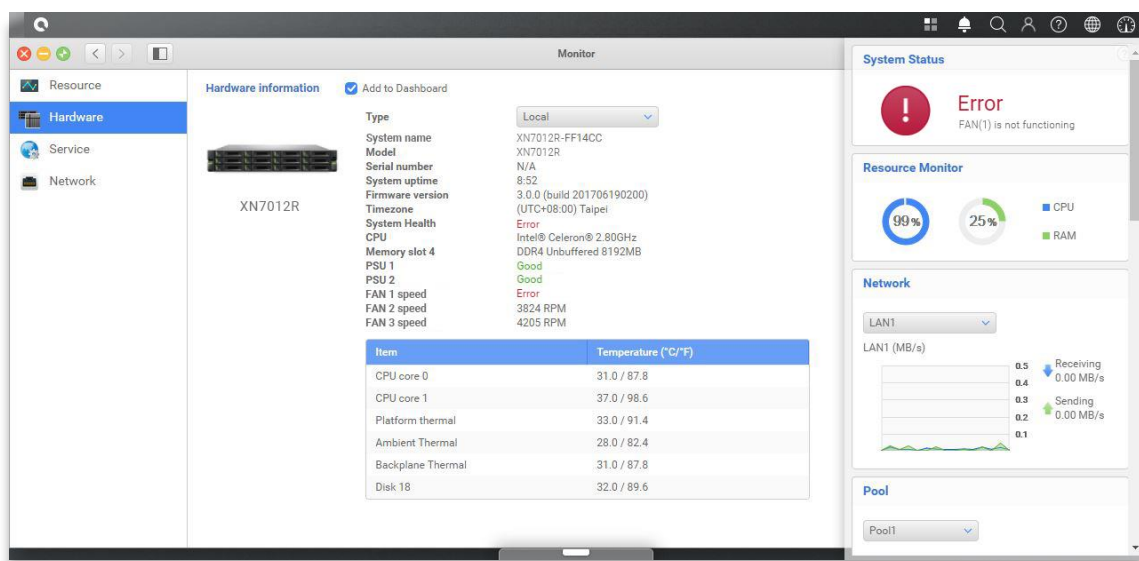 Monitor
Resource
Hardware
Service
Network
Hardware information
Add to Dashboard
XN7012R
Type Local
System name XN7012R-FF14CC
Model XN7012R
Serial number N/A
System uptime 8:52
Firmware version 3.0.0 (build 201706190200)
Timezone (UTC+08:00) Taipei
System Health Error
CPU Intel® Celeron® 2.80GHz
Memory slot 4 DDR4 Unbuffered 8192MB
PSU 1 Good
PSU 2 Good
FAN 1 speed Error
FAN 2 speed 3824 RPM
FAN 3 speed 4205 RPM
Item Temperature (°C/°F)
CPU core 0 31.0 / 87.8
CPU core 1 37.0 / 98.6
Platform thermal 33.0 / 91.4
Ambient Thermal 28.0 / 82.4
Backplane Thermal 31.0 / 87.8
Disk 18 32.0 / 89.6
System Status
Error
FAN(1) is not functioning
Resource Monitor
99%
25%
CPU
RAM
Network
LAN1
LAN1 (MB/s)
0.5
0.4
0.3
0.2
0.1
Receiving
0.00 MB/s
Sending
0.00 MB/s
Pool
Pool1